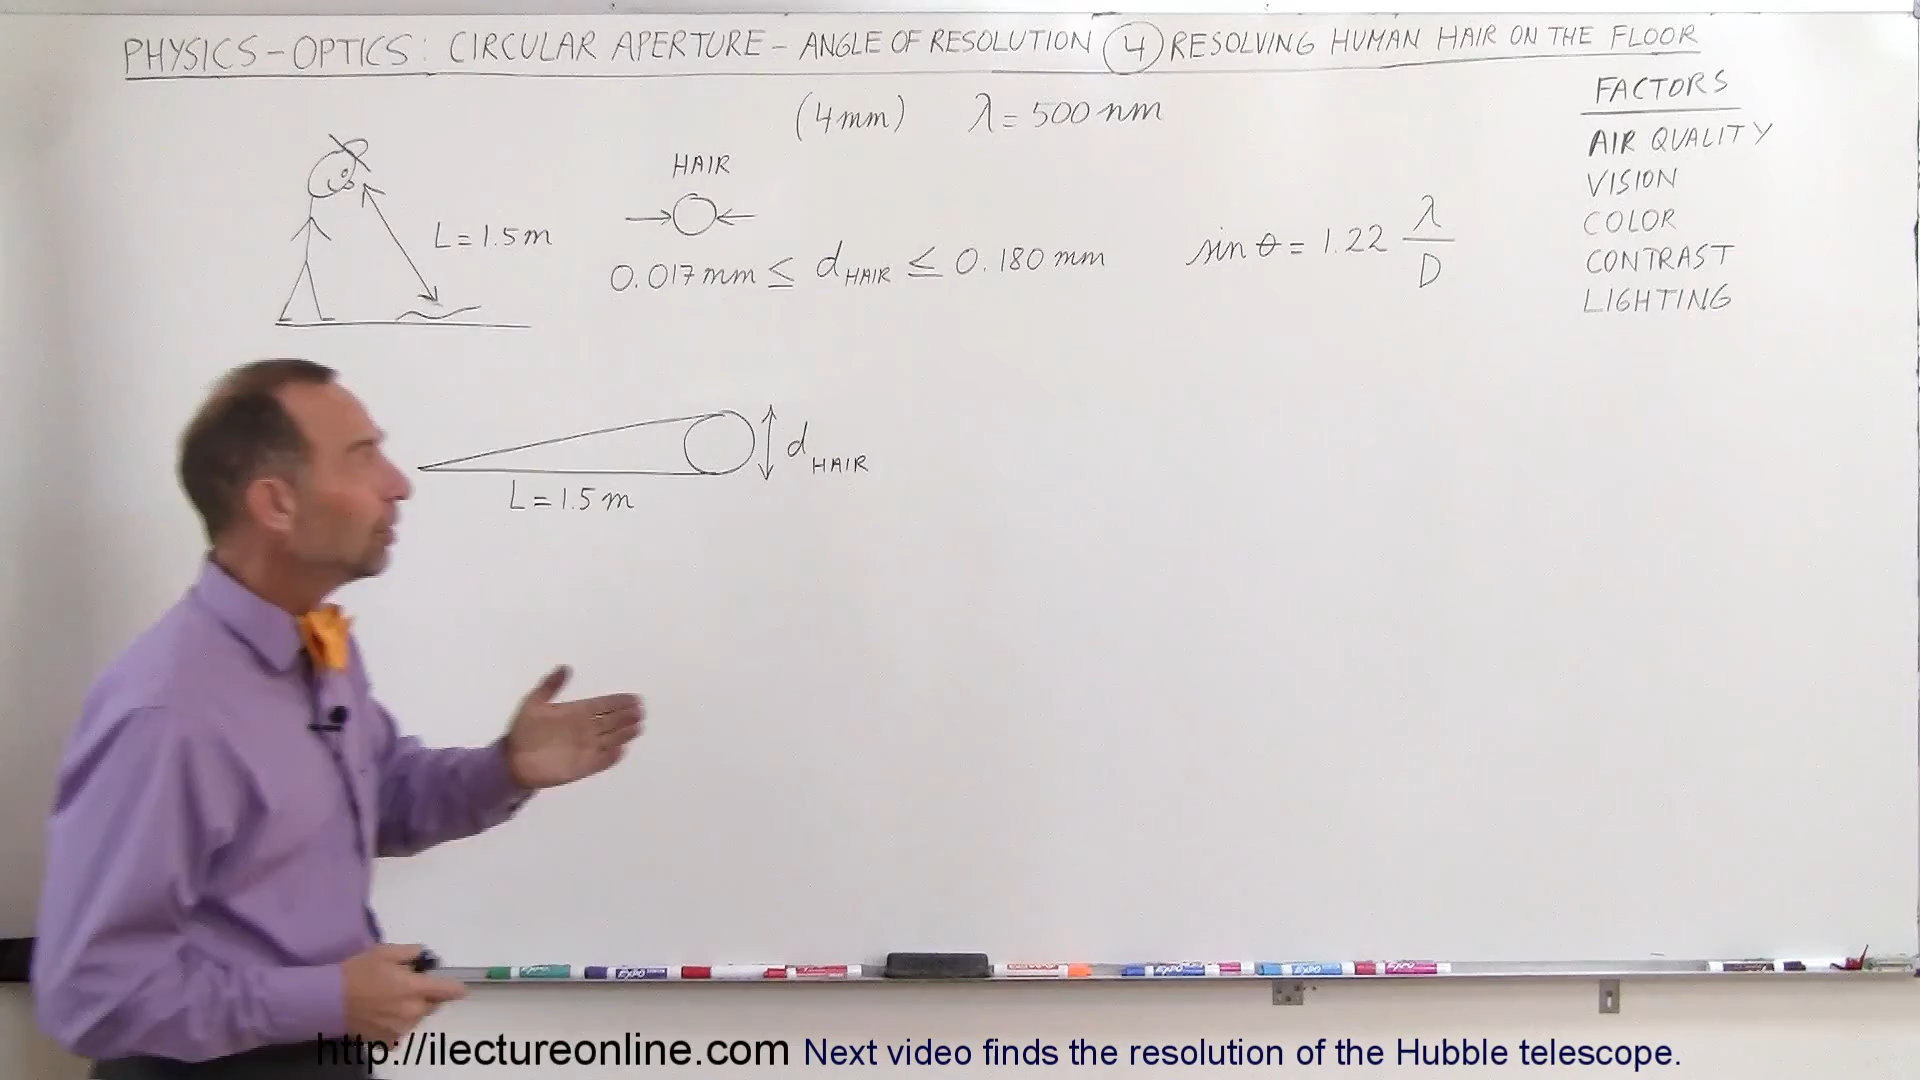 PHYSICS-OPTICS: CIRCULAR APERTURE - ANGLE OF RESOLUTION 4 RESOLVING HUMAN HAIR ON THE FLOOR
(4mm) λ = 500 nm
FACTORS
AIR QUALITY
VISION
COLOR
CONTRAST
LIGHTING
HAIR
L = 1.5 m
0.017 mm ≤ d HAIR ≤ 0.180 mm
sin θ = 1.22 λ/D
d HAIR
L = 1.5 m
http://ilectureonline.com Next video finds the resolution of the Hubble telescope.